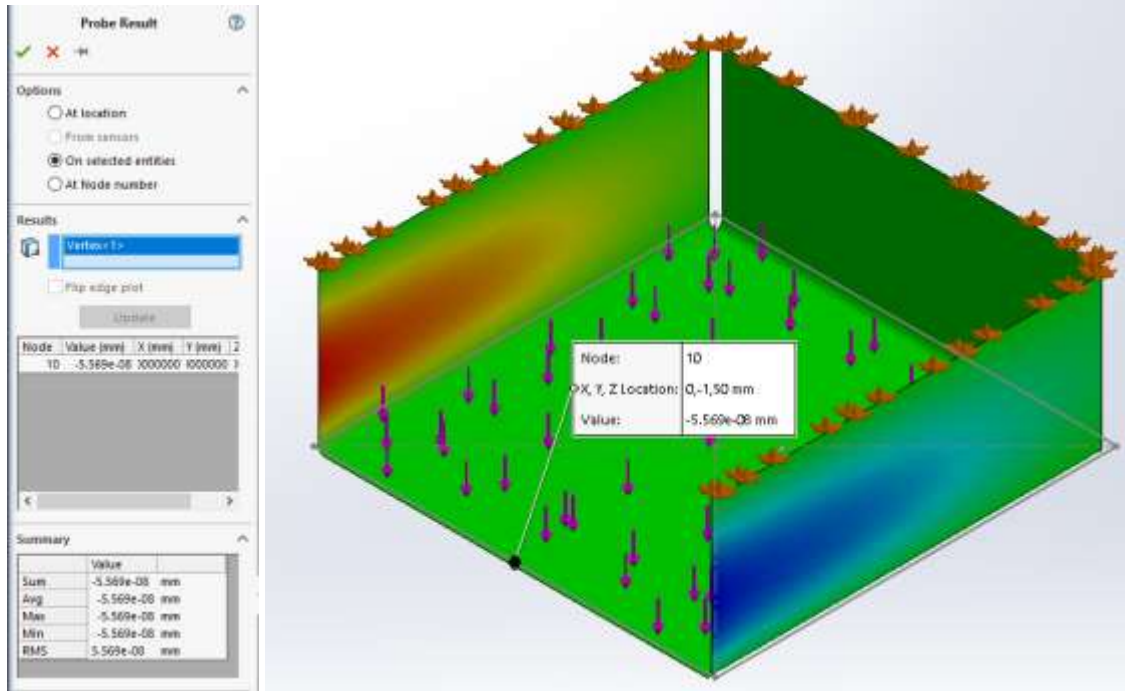 Probe Result
Options
At location
From sensors
On selected entities
At Node number
Results
Vertex<1>
Flip edge plot
Update
Node Value (mm) X (mm) Y (mm) Z
10 -5.569e-08
Summary
Value
Sum -5.569e-08 mm
Avg -5.569e-08 mm
Max -5.569e-08 mm
Min -5.569e-08 mm
RMS 5.569e-08 mm
Node: 10
X, Y, Z Location: 0,-1,50 mm
Value: -5.569e-08 mm